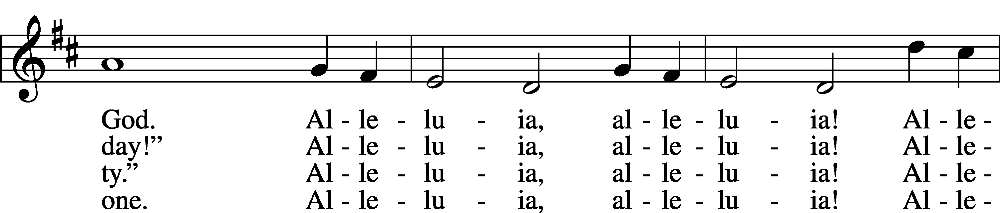 God. Al - le - lu - ia, al - le - lu - ia! Al - le -
day!” Al - le - lu - ia, al - le - lu - ia! Al - le -
ty.” Al - le - lu - ia, al - le - lu - ia! Al - le -
one. Al - le - lu - ia, al - le - lu - ia! Al - le -